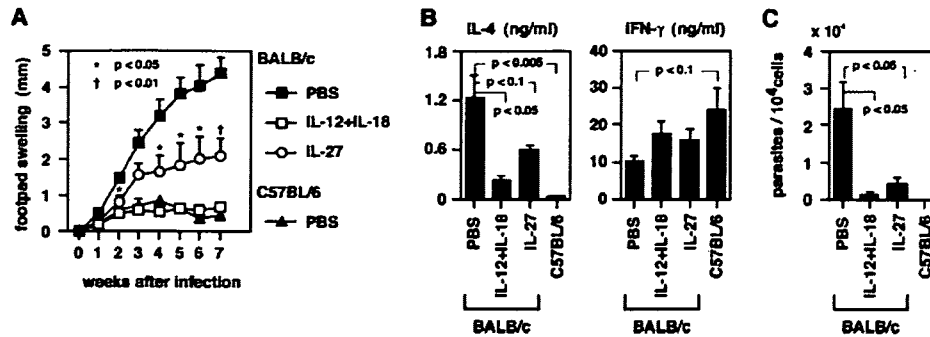 A
BALB/c
* p < 0.05
† p < 0.01
PBS
IL-12+IL-18
IL-27
C57BL/6
PBS
footpad swelling (mm)
5
4
3
2
1
0
* * * * †
0 1 2 3 4 5 6 7
weeks after infection
B
IL-4 (ng/ml)
1.8
1.2
0.6
0
p < 0.005
p < 0.1
p < 0.05
PBS
IL-12+IL-18
IL-27
C57BL/6
BALB/c
IFN-γ (ng/ml)
40
30
20
10
0
p < 0.1
PBS
IL-12+IL-18
IL-27
C57BL/6
BALB/c
C
x 10⁴
parasites / 10⁴cells
4
3
2
1
0
p < 0.05
p < 0.05
PBS
IL-12+IL-18
IL-27
C57BL/6
BALB/c